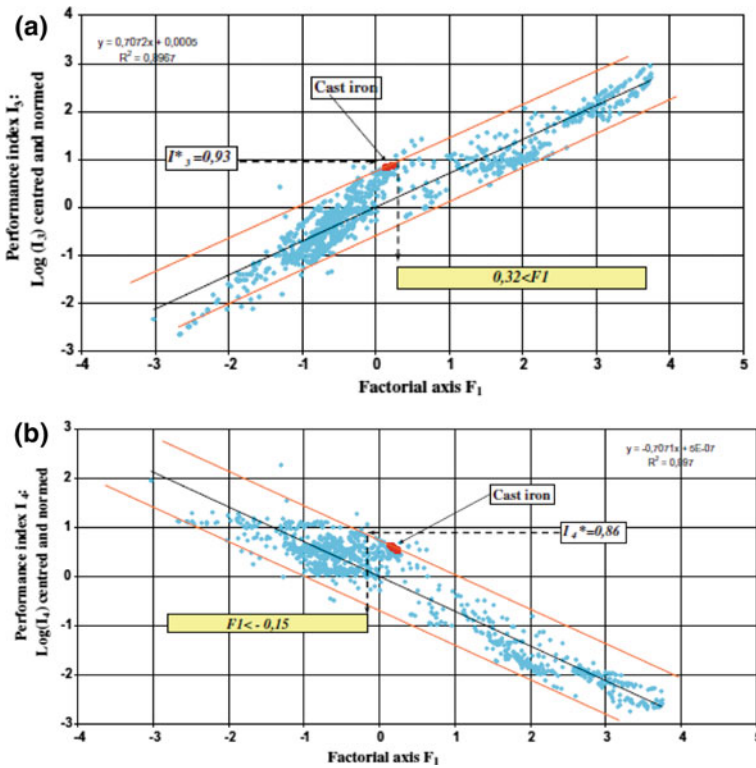 (a)
y = 0,7072x + 0,0005
R² = 0,8967
Cast iron
I*₃=0,93
0,32<F1
Performance index I₃:
Log (I₃) centred and normed
4
3
2
1
0
-1
-2
-3
-4 -3 -2 -1 0 1 2 3 4 5
Factorial axis F₁
(b)
y = -0,7071x + 5E-07
R² = 0,897
Cast iron
I₄*=0,86
F1< - 0,15
Performance index I₄:
Log(I₄) centred and normed
3
2
1
0
-1
-2
-3
-4 -3 -2 -1 0 1 2 3 4 5
Factorial axis F₁